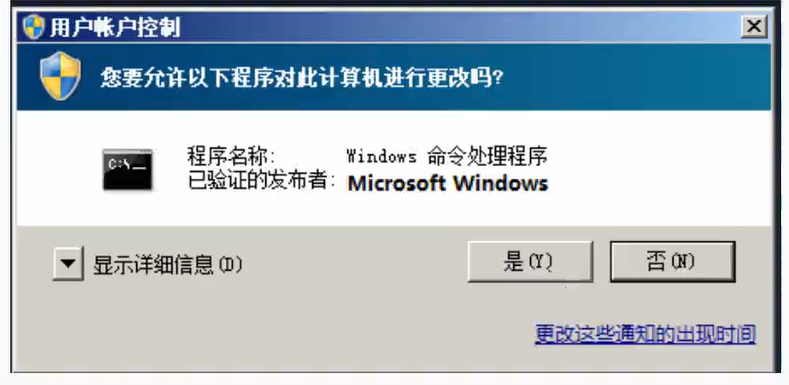 用户帐户控制
您要允许以下程序对此计算机进行更改吗?
C:\_
程序名称: Windows 命令处理程序
已验证的发布者: Microsoft Windows
显示详细信息(D) 是(Y) 否(N)
更改这些通知的出现时间